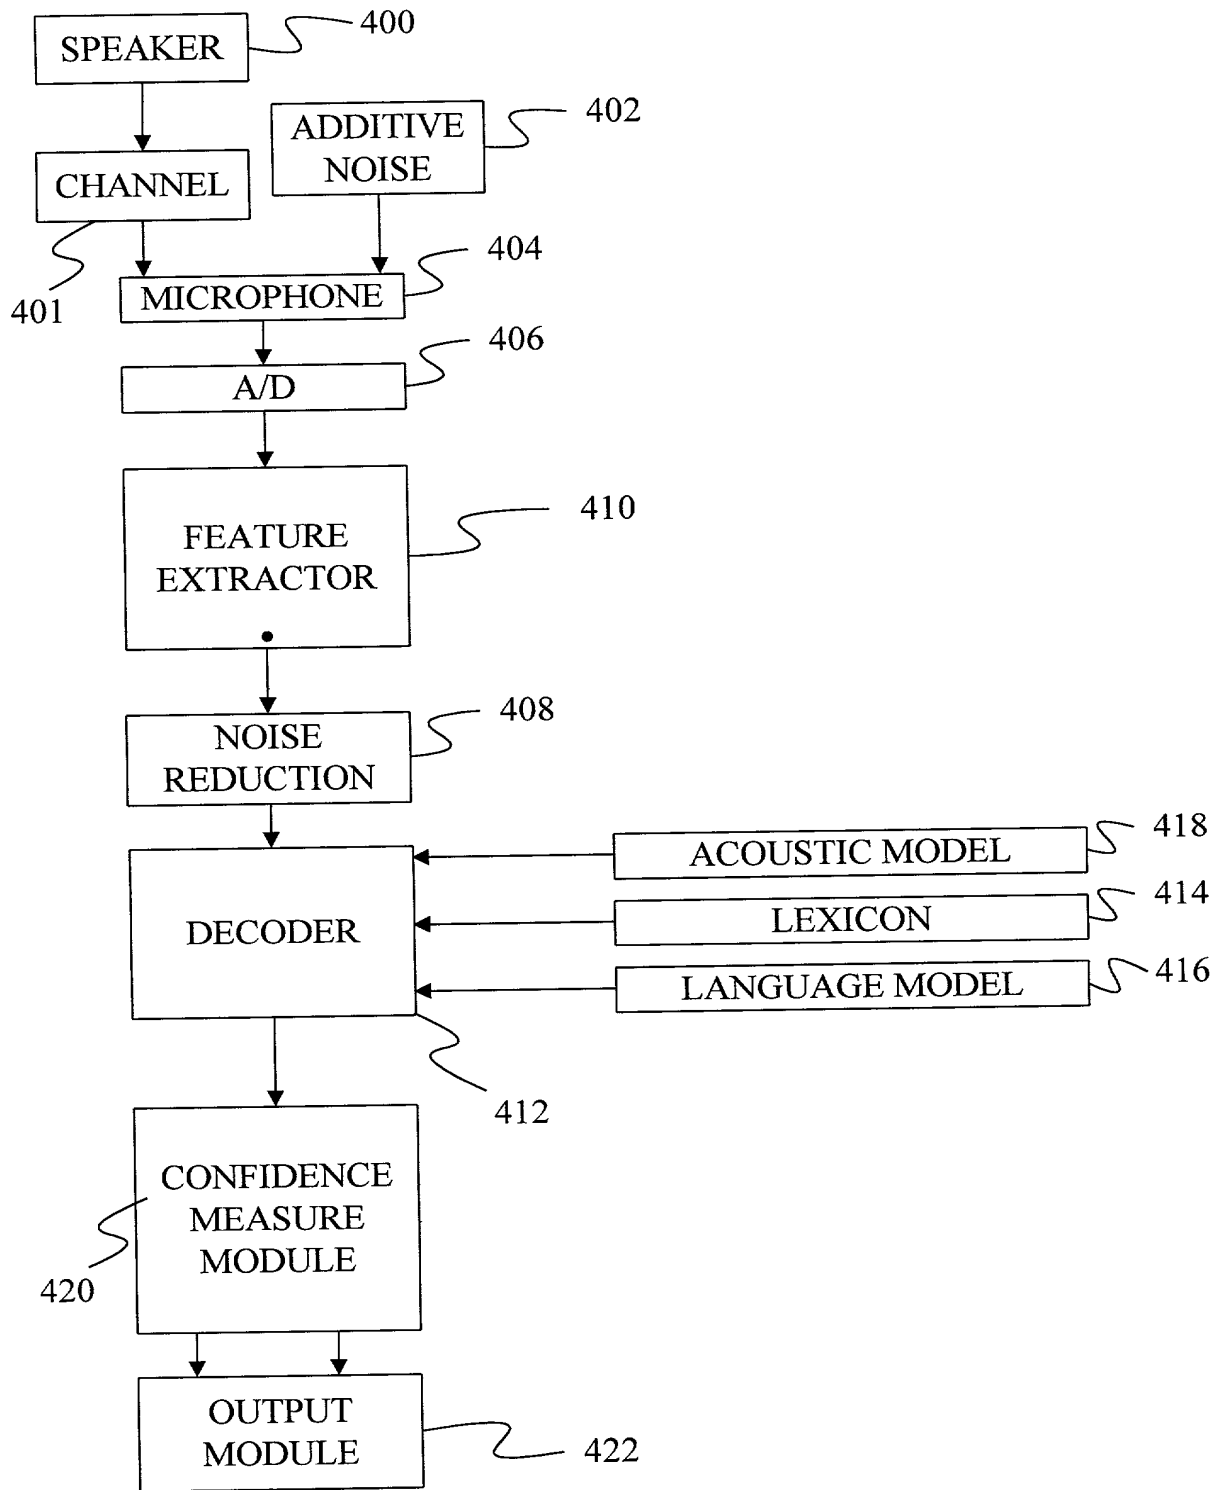 400
SPEAKER
402
ADDITIVE
NOISE
CHANNEL
401
404
MICROPHONE
406
A/D
410
FEATURE
EXTRACTOR
408
NOISE
REDUCTION
418
ACOUSTIC MODEL
414
LEXICON
DECODER
416
LANGUAGE MODEL
412
CONFIDENCE
MEASURE
MODULE
420
OUTPUT
MODULE
422